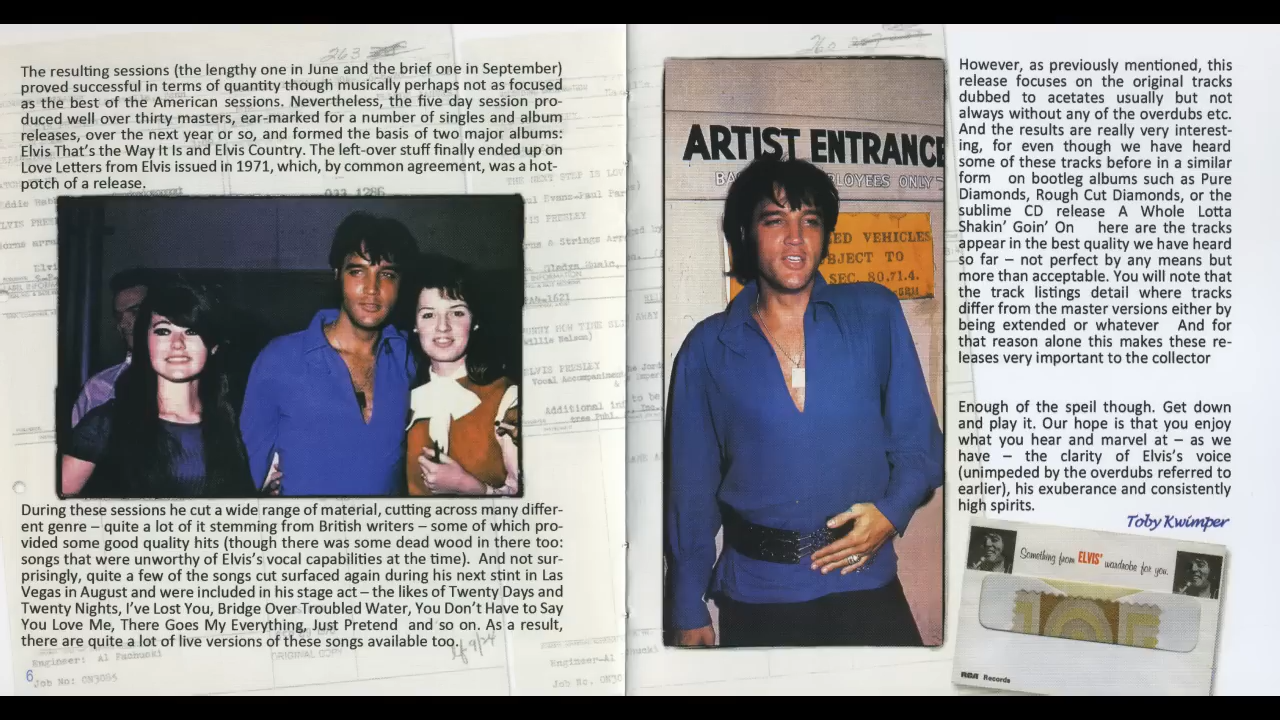 The resulting sessions (the lengthy one in June and the brief one in September)
proved successful in terms of quantity though musically perhaps not as focused
as the best of the American sessions. Nevertheless, the five day session pro-
duced well over thirty masters, ear-marked for a number of singles and album
releases, over the next year or so, and formed the basis of two major albums:
Elvis That's the Way It Is and Elvis Country. The left-over stuff finally ended up on
Love Letters from Elvis issued in 1971, which, by common agreement, was a hot-
potch of a release.
During these sessions he cut a wide range of material, cutting across many differ-
ent genre – quite a lot of it stemming from British writers – some of which pro-
vided some good quality hits (though there was some dead wood in there too:
songs that were unworthy of Elvis's vocal capabilities at the time). And not sur-
prisingly, quite a few of the songs cut surfaced again during his next stint in Las
Vegas in August and were included in his stage act – the likes of Twenty Days and
Twenty Nights, I've Lost You, Bridge Over Troubled Water, You Don't Have to Say
You Love Me, There Goes My Everything, Just Pretend and so on. As a result,
there are quite a lot of live versions of these songs available too.
Job No: ON3085
6
263
ARTIST ENTRANCE
EMPLOYEES ONLY
VEHICLES
TO
SEC. 80.71.4.
However, as previously mentioned, this
release focuses on the original tracks
dubbed to acetates usually but not
always without any of the overdubs etc.
And the results are really very interest-
ing, for even though we have heard
some of these tracks before in a similar
form on bootleg albums such as Pure
Diamonds, Rough Cut Diamonds, or the
sublime CD release A Whole Lotta
Shakin' Goin' On here are the tracks
appear in the best quality we have heard
so far – not perfect by any means but
more than acceptable. You will note that
the track listings detail where tracks
differ from the master versions either by
being extended or whatever And for
that reason alone this makes these re-
leases very important to the collector
Enough of the speil though. Get down
and play it. Our hope is that you enjoy
what you hear and marvel at – as we
have – the clarity of Elvis's voice
(unimpeded by the overdubs referred to
earlier), his exuberance and consistently
high spirits.
Toby Kwimper
Something from ELVIS' wardrobe for you.
RCA Records